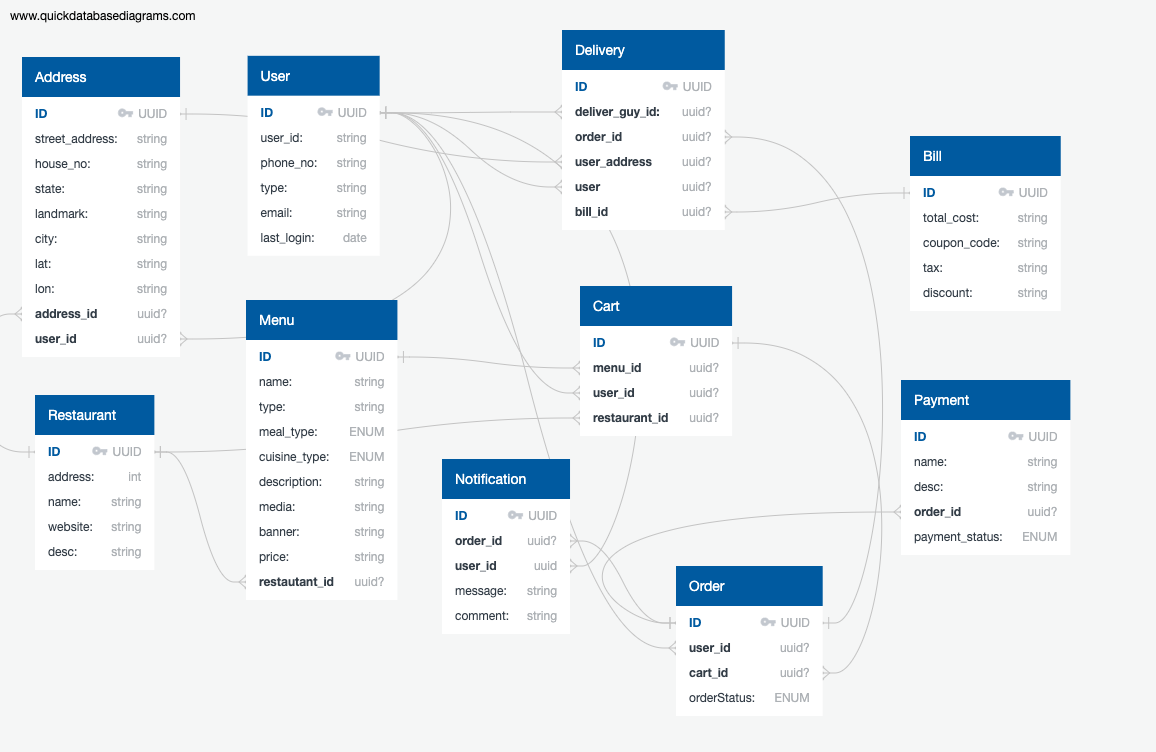 www.quickdatabasediagrams.com
Address
ID UUID
street_address: string
house_no: string
state: string
landmark: string
city: string
lat: string
lon: string
address_id uuid?
user_id uuid?
User
ID UUID
user_id: string
phone_no: string
type: string
email: string
last_login: date
Delivery
ID UUID
deliver_guy_id: uuid?
order_id uuid?
user_address uuid?
user uuid?
bill_id uuid?
Bill
ID UUID
total_cost: string
coupon_code: string
tax: string
discount: string
Menu
ID UUID
name: string
type: string
meal_type: ENUM
cuisine_type: ENUM
description: string
media: string
banner: string
price: string
restautant_id uuid?
Cart
ID UUID
menu_id uuid?
user_id uuid?
restaurant_id uuid?
Restaurant
ID UUID
address: int
name: string
website: string
desc: string
Payment
ID UUID
name: string
desc: string
order_id uuid?
payment_status: ENUM
Notification
ID UUID
order_id uuid?
user_id uuid
message: string
comment: string
Order
ID UUID
user_id uuid?
cart_id uuid?
orderStatus: ENUM